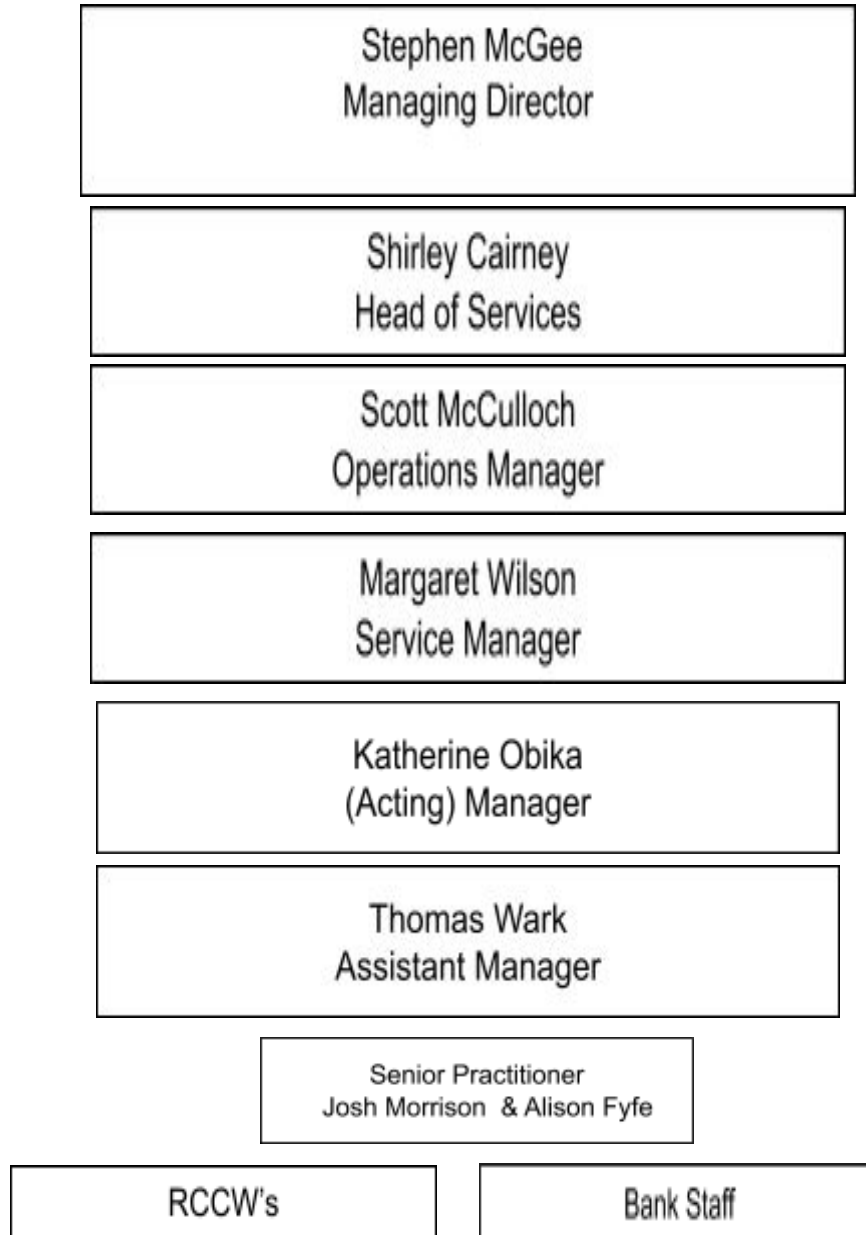 Stephen McGee
Managing Director
Shirley Cairney
Head of Services
Scott McCulloch
Operations Manager
Margaret Wilson
Service Manager
Katherine Obika
(Acting) Manager
Thomas Wark
Assistant Manager
Senior Practitioner
Josh Morrison & Alison Fyfe
RCCW's
Bank Staff